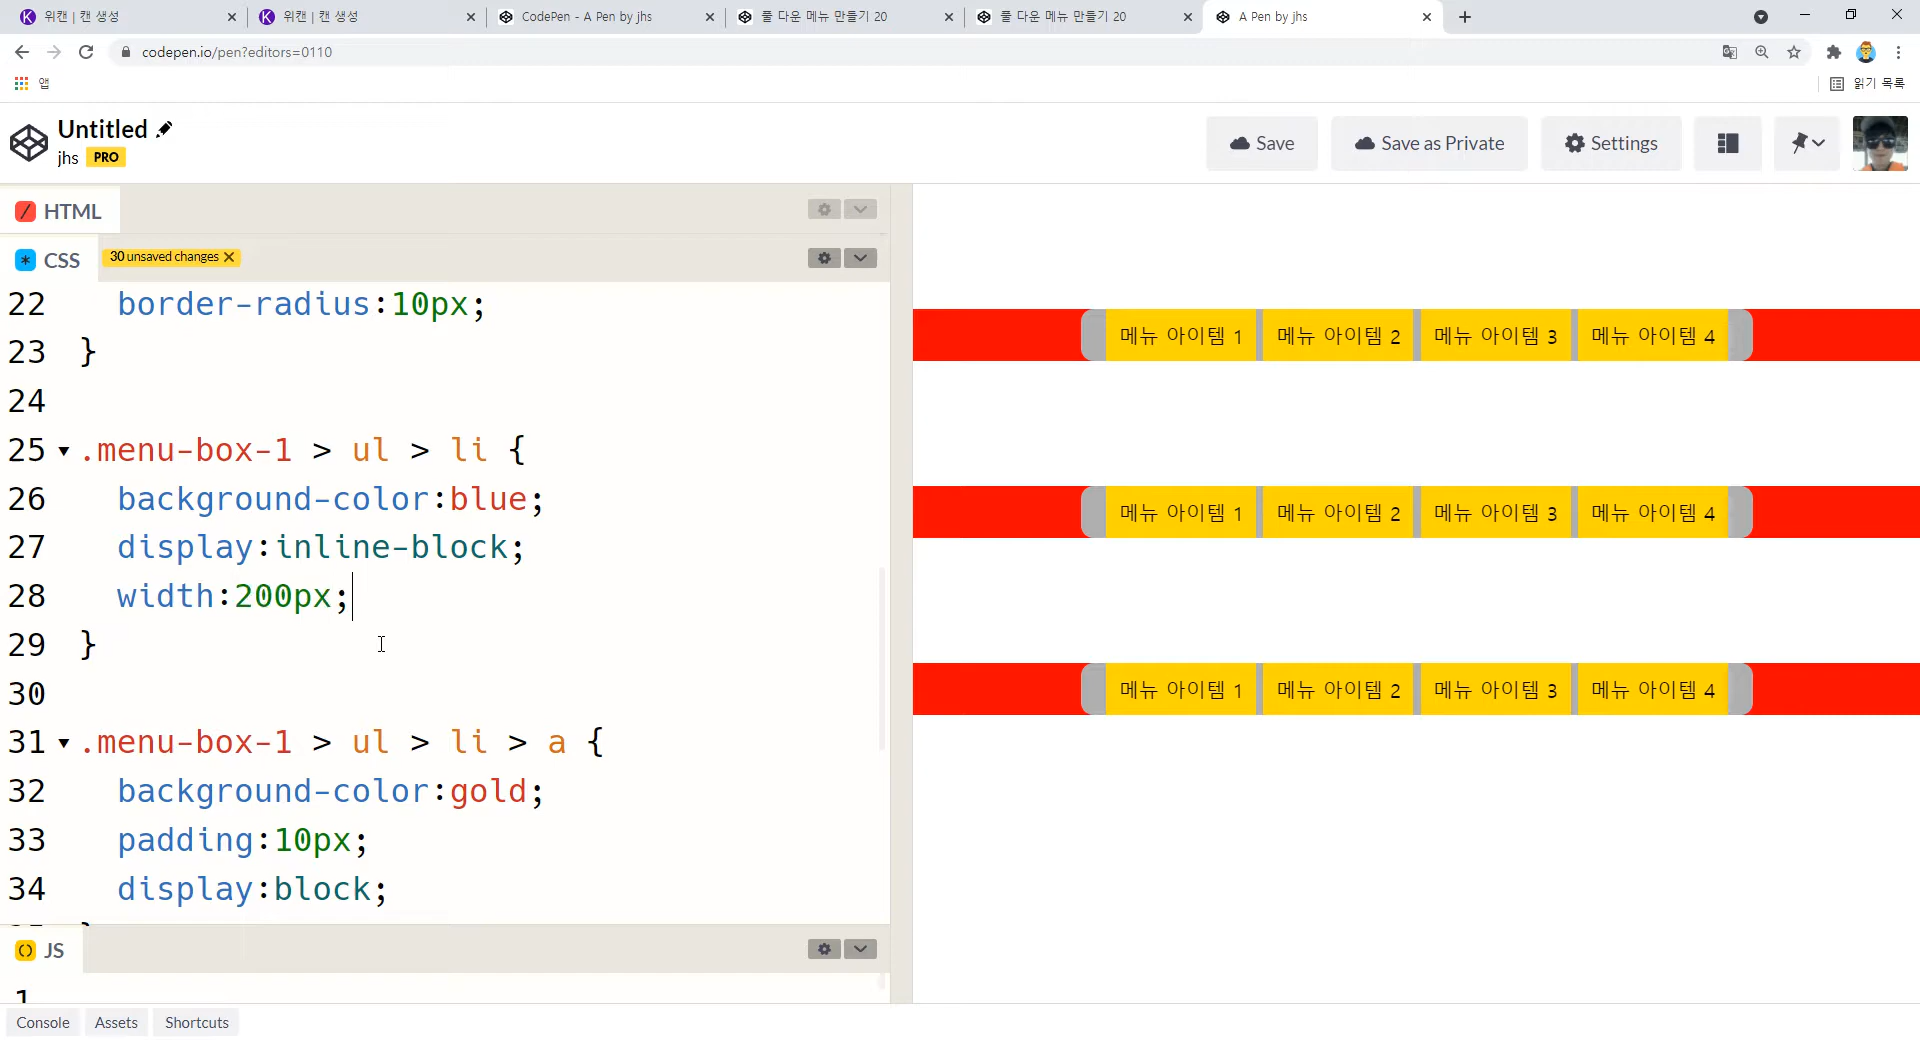 위캔 | 캔 생성
위캔 | 캔 생성
CodePen - A Pen by jhs
풀 다운 메뉴 만들기 20
풀 다운 메뉴 만들기 20
A Pen by jhs
codepen.io/pen?editors=0110
앱
읽기 목록
Untitled
jhs PRO
Save
Save as Private
Settings
HTML
CSS
30 unsaved changes
22 border-radius:10px;
23 }
24
25 .menu-box-1 > ul > li {
26 background-color:blue;
27 display:inline-block;
28 width:200px;
29 }
30
31 .menu-box-1 > ul > li > a {
32 background-color:gold;
33 padding:10px;
34 display:block;
JS
1
Console
Assets
Shortcuts
메뉴 아이템 1 메뉴 아이템 2 메뉴 아이템 3 메뉴 아이템 4
메뉴 아이템 1 메뉴 아이템 2 메뉴 아이템 3 메뉴 아이템 4
메뉴 아이템 1 메뉴 아이템 2 메뉴 아이템 3 메뉴 아이템 4